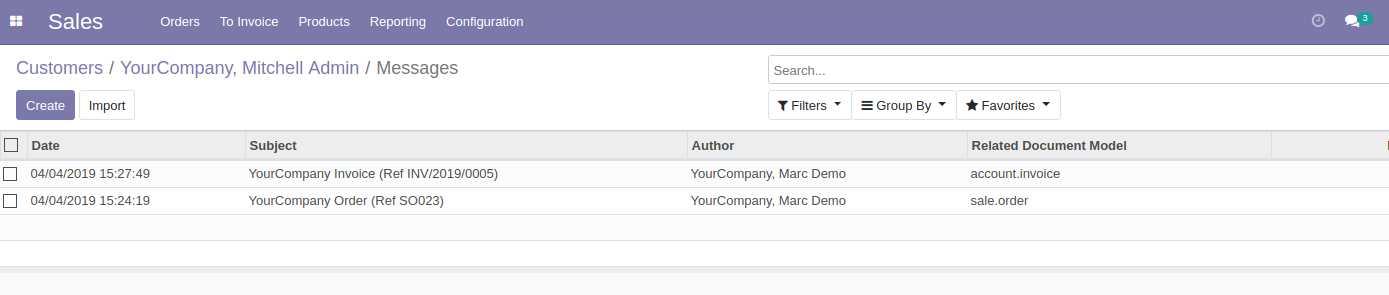 Sales Orders To Invoice Products Reporting Configuration 3
Customers / YourCompany, Mitchell Admin / Messages
Search...
Create Import Filters Group By Favorites
Date Subject Author Related Document Model
04/04/2019 15:27:49 YourCompany Invoice (Ref INV/2019/0005) YourCompany, Marc Demo account.invoice
04/04/2019 15:24:19 YourCompany Order (Ref SO023) YourCompany, Marc Demo sale.order